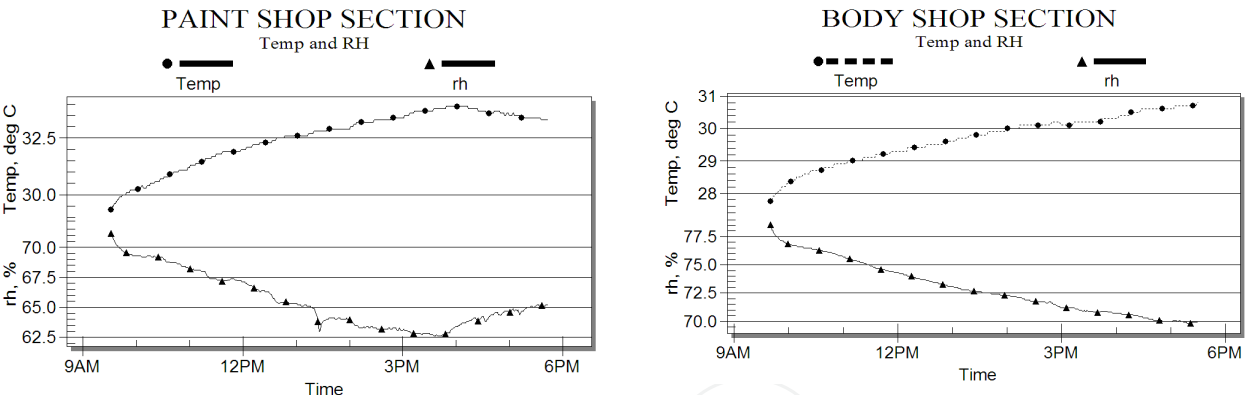 PAINT SHOP SECTION
Temp and RH
Temp
rh
Temp, deg C
32.5
30.0
rh, %
70.0
67.5
65.0
62.5
9AM
12PM
3PM
6PM
Time
BODY SHOP SECTION
Temp and RH
Temp
rh
Temp, deg C
31
30
29
28
rh, %
77.5
75.0
72.5
70.0
9AM
12PM
3PM
6PM
Time